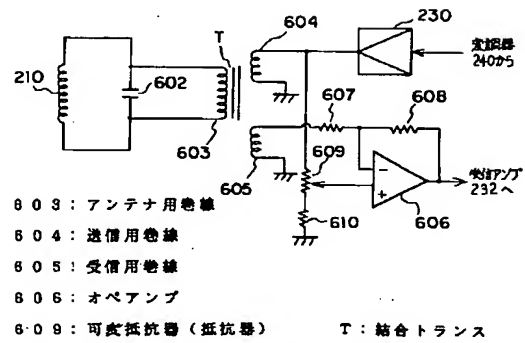 T
604
230
変調器
240から
210
602
603
607
608
609
605
610
606
受信アンプ
232へ
603：アンテナ用巻線
604：送信用巻線
605：受信用巻線
606：オペアンプ
609：可変抵抗器（抵抗器）　T：結合トランス